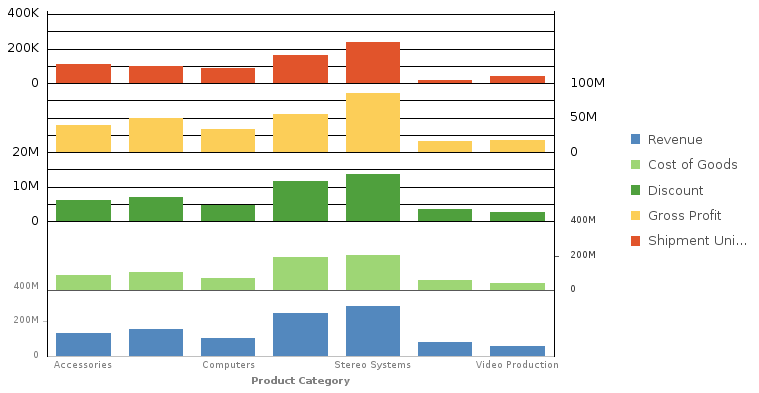 400K
200K
0
100M
50M
20M
0
10M
0
400M
200M
400M
0
200M
0
Accessories Computers Stereo Systems Video Production
Product Category
Revenue
Cost of Goods
Discount
Gross Profit
Shipment Uni...